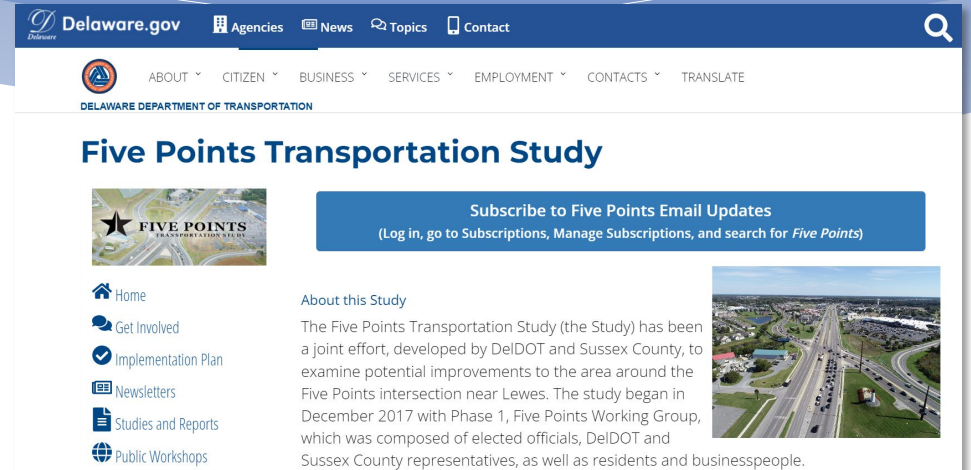 Delaware.gov Agencies News Topics Contact
Delaware
ABOUT CITIZEN BUSINESS SERVICES EMPLOYMENT CONTACTS TRANSLATE
DELAWARE DEPARTMENT OF TRANSPORTATION
Five Points Transportation Study
FIVE POINTS
TRANSPORTATION STUDY
Subscribe to Five Points Email Updates
(Log in, go to Subscriptions, Manage Subscriptions, and search for Five Points)
Home
Get Involved
Implementation Plan
Newsletters
Studies and Reports
Public Workshops
About this Study
The Five Points Transportation Study (the Study) has been
a joint effort, developed by DelDOT and Sussex County, to
examine potential improvements to the area around the
Five Points intersection near Lewes. The study began in
December 2017 with Phase 1, Five Points Working Group,
which was composed of elected officials, DelDOT and
Sussex County representatives, as well as residents and businesspeople.